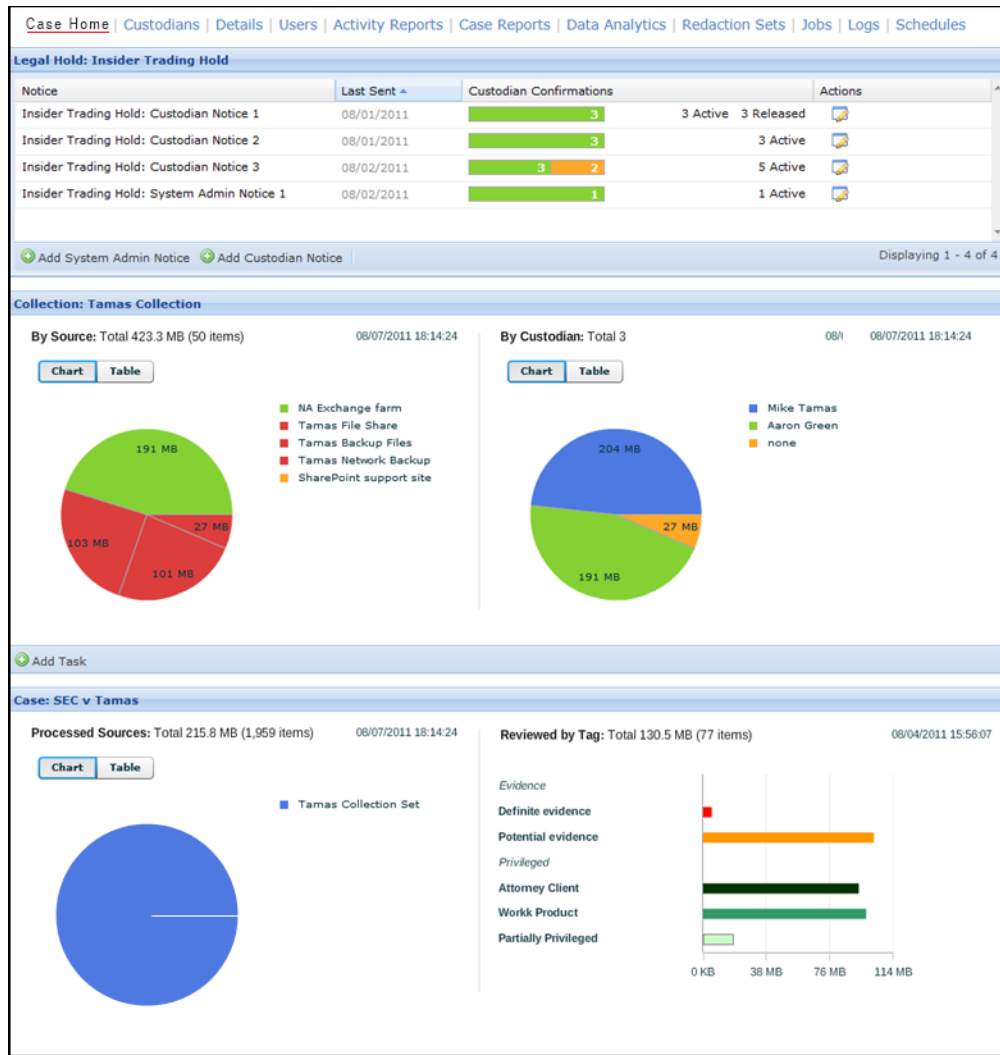 Case Home | Custodians | Details | Users | Activity Reports | Case Reports | Data Analytics | Redaction Sets | Jobs | Logs | Schedules
Legal Hold: Insider Trading Hold
Notice Last Sent Custodian Confirmations Actions
Insider Trading Hold: Custodian Notice 1 08/01/2011 3 3 Active 3 Released
Insider Trading Hold: Custodian Notice 2 08/01/2011 3 3 Active
Insider Trading Hold: Custodian Notice 3 08/02/2011 3 2 5 Active
Insider Trading Hold: System Admin Notice 1 08/02/2011 1 1 Active
Add System Admin Notice Add Custodian Notice Displaying 1 - 4 of 4
Collection: Tamas Collection
By Source: Total 423.3 MB (50 items) 08/07/2011 18:14:24
Chart Table
NA Exchange farm
Tamas File Share
Tamas Backup Files
Tamas Network Backup
SharePoint support site
191 MB
27 MB
103 MB
101 MB
By Custodian: Total 3 08/ 08/07/2011 18:14:24
Chart Table
Mike Tamas
Aaron Green
none
204 MB
27 MB
191 MB
Add Task
Case: SEC v Tamas
Processed Sources: Total 215.8 MB (1,959 items) 08/07/2011 18:14:24
Chart Table
Tamas Collection Set
Reviewed by Tag: Total 130.5 MB (77 items) 08/04/2011 15:56:07
Evidence
Definite evidence
Potential evidence
Privileged
Attorney Client
Workk Product
Partially Privileged
0 KB 38 MB 76 MB 114 MB